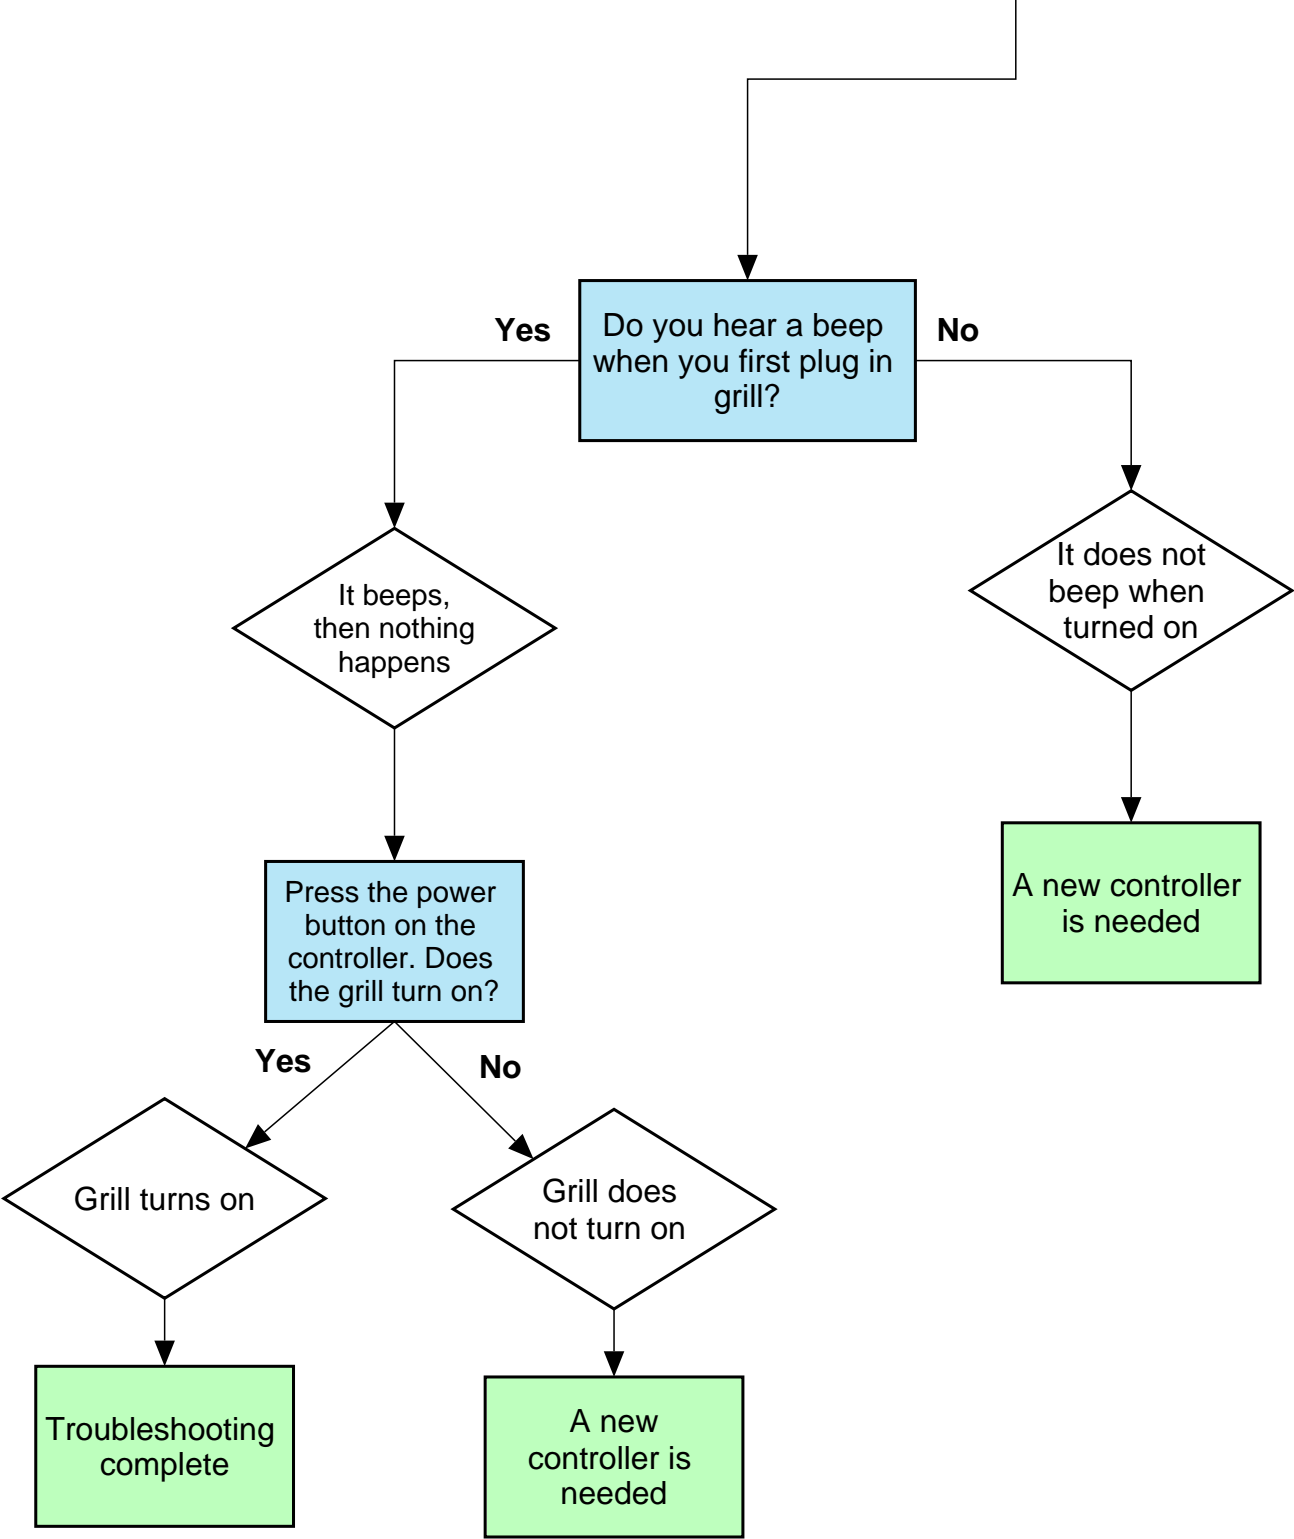 Yes
Do you hear a beep
when you first plug in
grill?
No
It beeps,
then nothing
happens
It does not
beep when
turned on
Press the power
button on the
controller. Does
the grill turn on?
A new controller
is needed
Yes
No
Grill turns on
Grill does
not turn on
Troubleshooting
complete
A new
controller is
needed